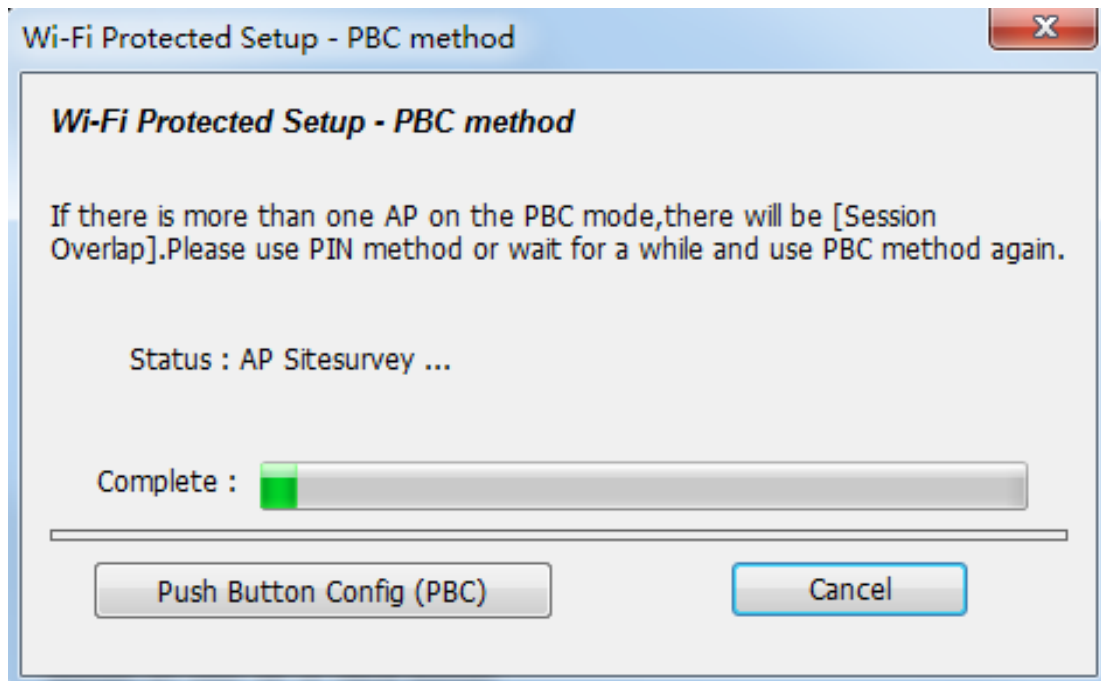 Wi-Fi Protected Setup - PBC method
Wi-Fi Protected Setup - PBC method
If there is more than one AP on the PBC mode,there will be [Session
Overlap].Please use PIN method or wait for a while and use PBC method again.
Status : AP Sitesurvey ...
Complete :
Push Button Config (PBC)
Cancel